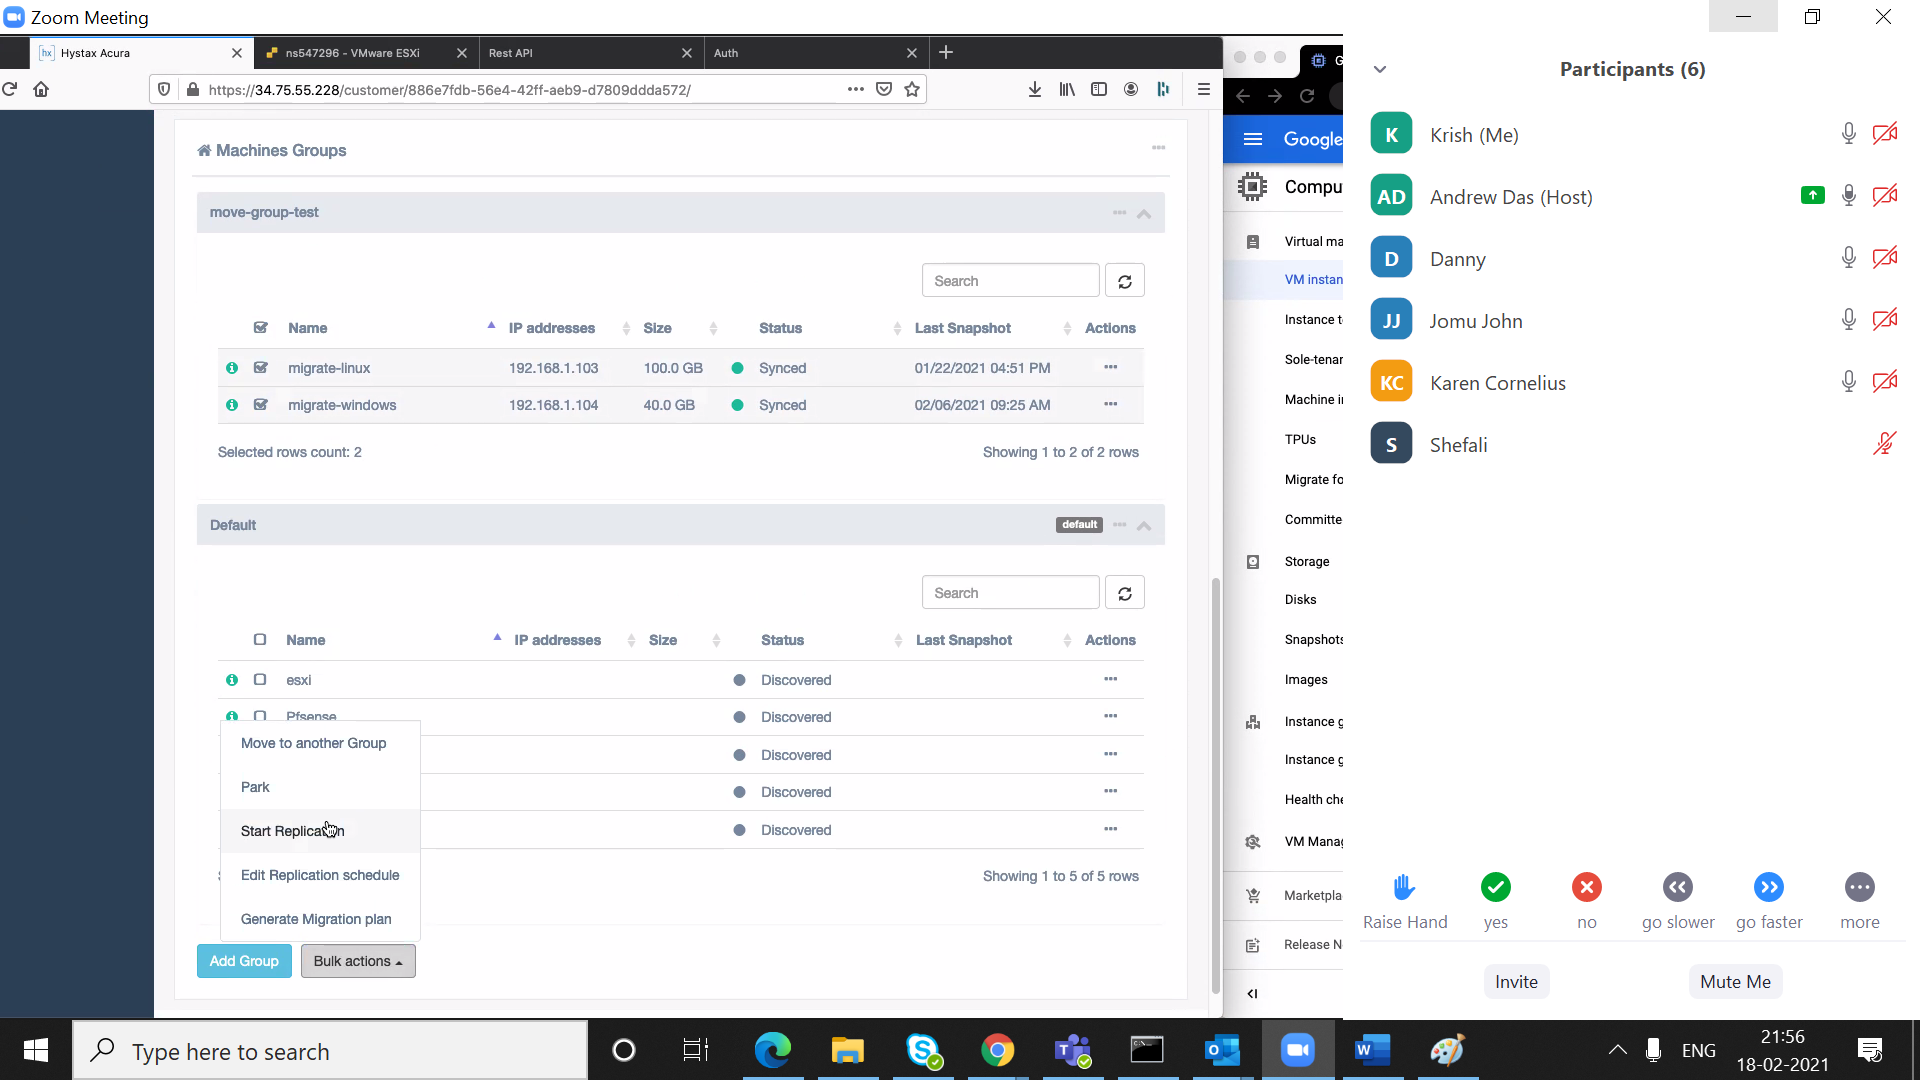 Zoom Meeting
Hystax Acura
ns547296 - VMware ESXi
Rest API
Auth
https://34.75.55.228/customer/886e7fdb-56e4-42ff-aeb9-d7809ddda572/
Machines Groups
move-group-test
Search
Name IP addresses Size Status Last Snapshot Actions
migrate-linux 192.168.1.103 100.0 GB Synced 01/22/2021 04:51 PM
migrate-windows 192.168.1.104 40.0 GB Synced 02/06/2021 09:25 AM
Selected rows count: 2 Showing 1 to 2 of 2 rows
Default default
Search
Name IP addresses Size Status Last Snapshot Actions
esxi Discovered
Pfsense Discovered
Discovered
Discovered
Discovered
Showing 1 to 5 of 5 rows
Move to another Group
Park
Start Replication
Edit Replication schedule
Generate Migration plan
Add Group
Bulk actions
G
Google
Compu
Virtual ma
VM instan
Instance t
Sole-tenan
Machine i
TPUs
Migrate fo
Committe
Storage
Disks
Snapshots
Images
Instance g
Instance g
Health che
VM Manag
Marketpla
Release N
Participants (6)
K Krish (Me)
AD Andrew Das (Host)
D Danny
JJ Jomu John
KC Karen Cornelius
S Shefali
Raise Hand
yes
no
go slower
go faster
more
Invite
Mute Me
Type here to search
ENG
21:56
18-02-2021